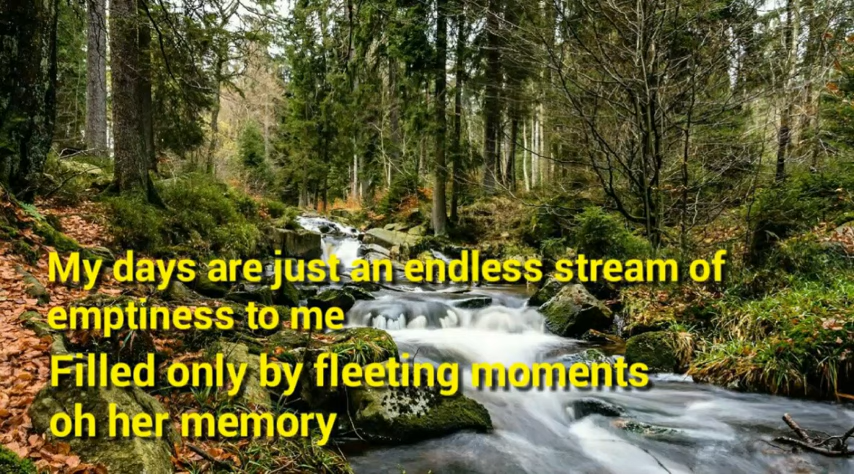 My days are just an endless stream of
emptiness to me
Filled only by fleeting moments
oh her memory